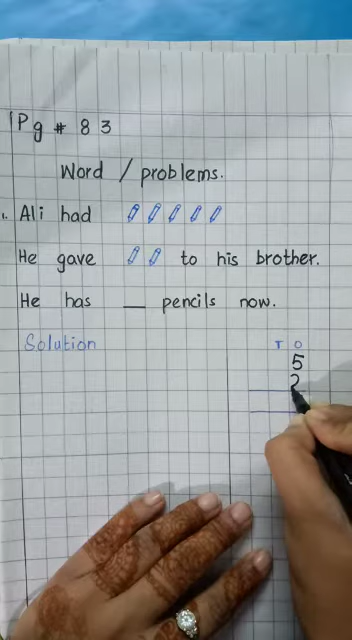 Pg # 83
Word / problems.
1. Ali had
He gave to his brother.
He has __ pencils now.
Solution
T O
5
2